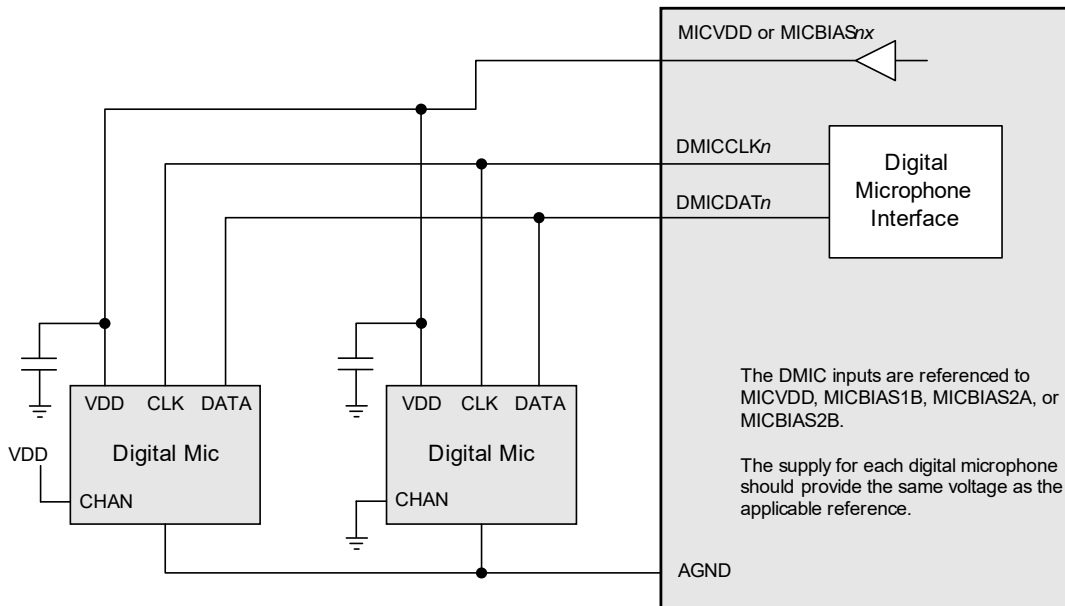 MICVDD or MICBIASnx
DMICCLKn
DMICDATn
Digital
Microphone
Interface
VDD CLK DATA
Digital Mic
VDD
CHAN
VDD CLK DATA
Digital Mic
CHAN
The DMIC inputs are referenced to
MICVDD, MICBIAS1B, MICBIAS2A, or
MICBIAS2B.
The supply for each digital microphone
should provide the same voltage as the
applicable reference.
AGND